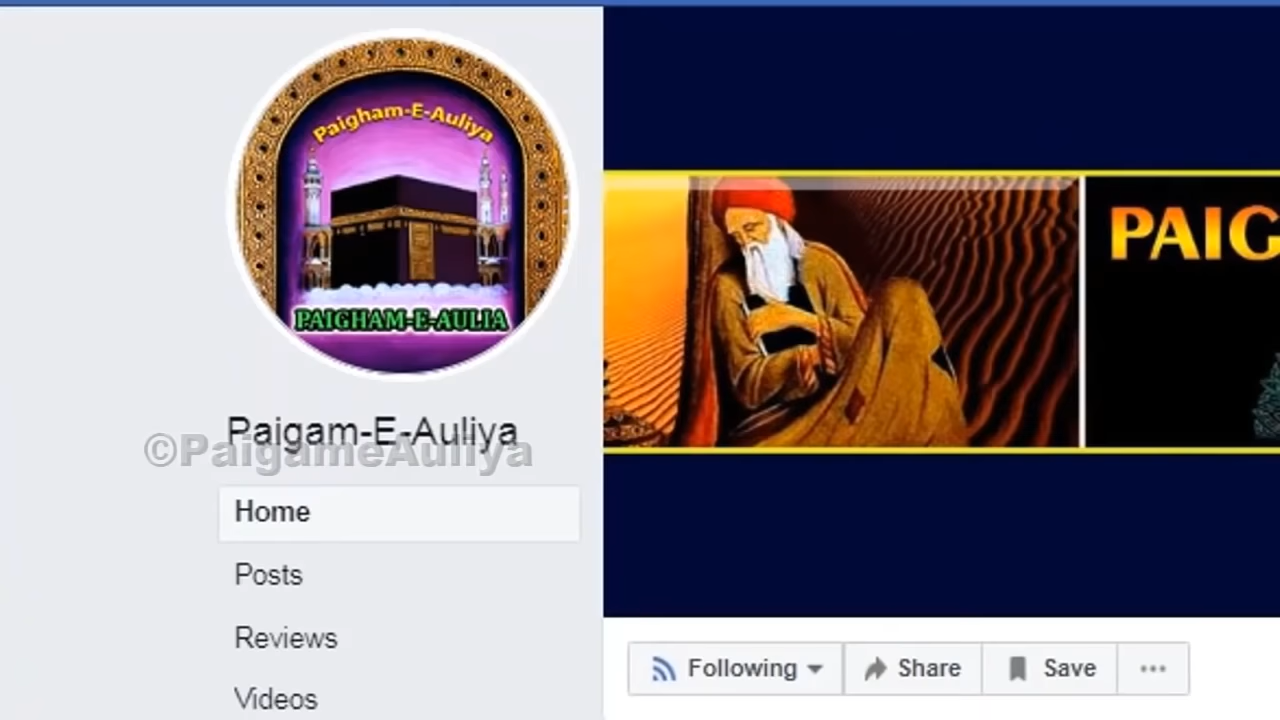 Paigham-E-Auliya
PAIGHAM-E-AULIA
PAIG
Paigam-E-Auliya
©PaigameAuliya
Home
Posts
Reviews
Videos
Following
Share
Save